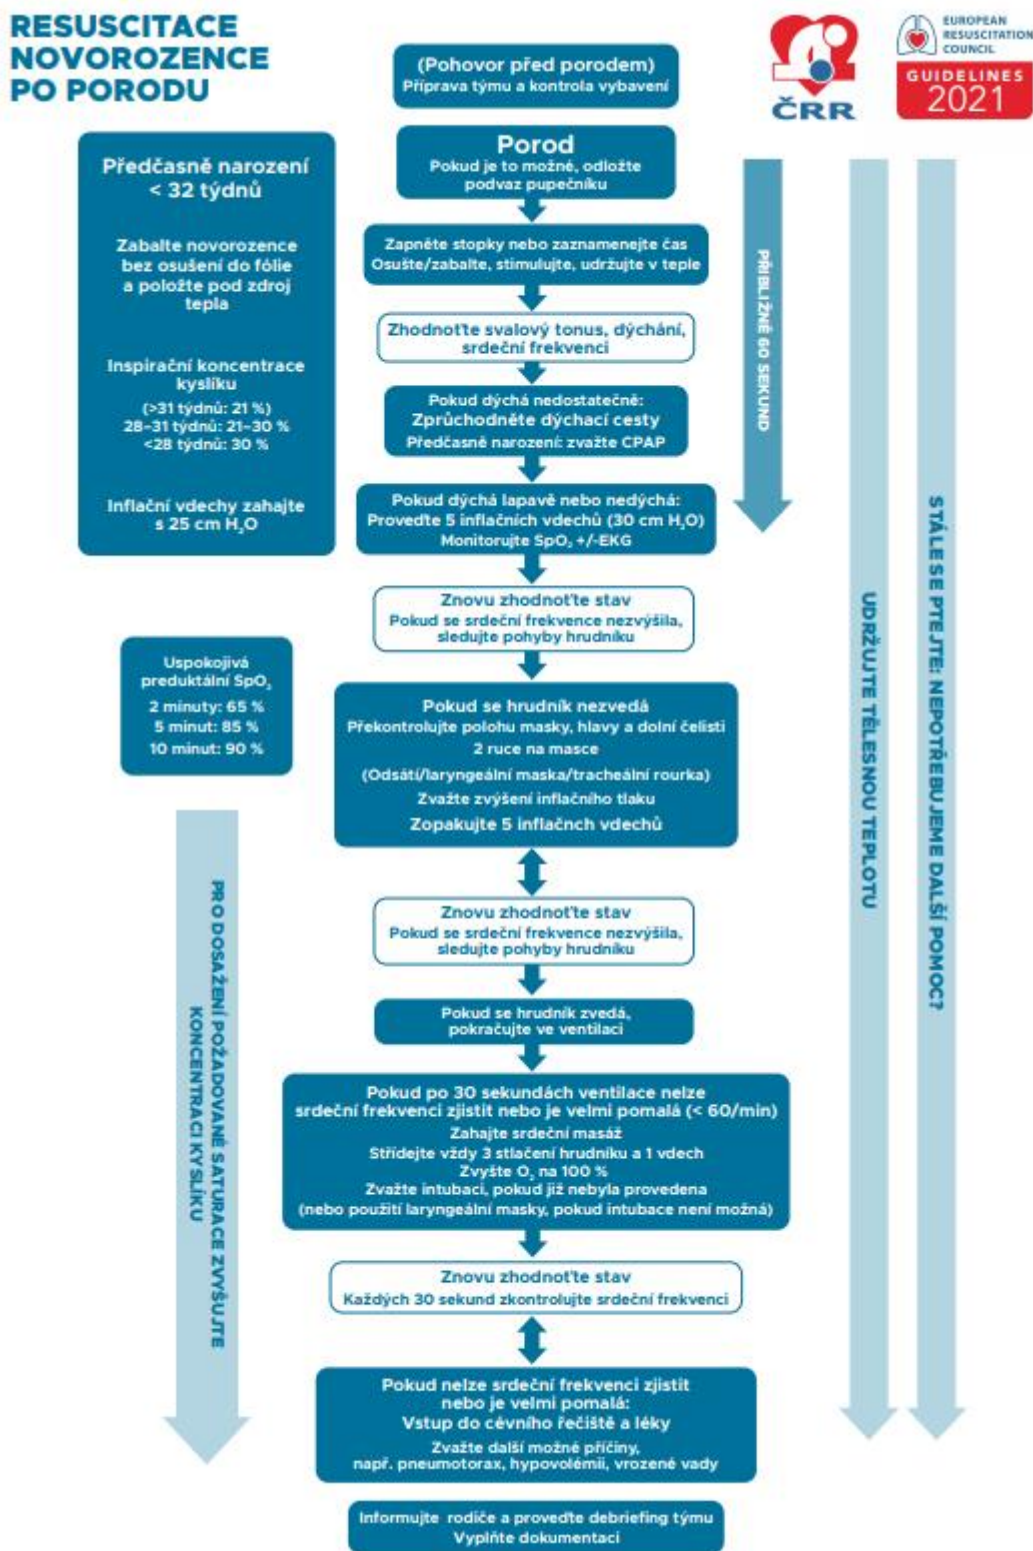 RESUSCITACE
NOVOROZENCE
PO PORODU
ČRR
EUROPEAN
RESUSCITATION
COUNCIL
GUIDELINES
2021
(Pohovor před porodem)
Příprava týmu a kontrola vybavení
Porod
Pokud je to možné, odložte
podvaz pupečníku
Zapněte stopky nebo zaznamenejte čas
Osušte/zabalte, stimulujte, udržujte v teple
Zhodnoťte svalový tonus, dýchání,
srdeční frekvenci
Pokud dýchá nedostatečně:
Zprůchodněte dýchací cesty
Předčasně narození: zvažte CPAP
Pokud dýchá lapavě nebo nedýchá:
Proveďte 5 inflačních vdechů (30 cm H₂O)
Monitorujte SpO₂ +/-EKG
Předčasně narození
< 32 týdnů
Zabalte novorozence
bez osušení do fólie
a položte pod zdroj
tepla
Inspirační koncentrace
kyslíku
(>31 týdnů: 21 %)
28–31 týdnů: 21–30 %
<28 týdnů: 30 %
Inflační vdechy zahajte
s 25 cm H₂O
PŘIBLIŽNĚ 60 SEKUND
Znovu zhodnoťte stav
Pokud se srdeční frekvence nezvýšila,
sledujte pohyby hrudníku
Uspokojivá
preduktální SpO₂
2 minuty: 65 %
5 minut: 85 %
10 minut: 90 %
Pokud se hrudník nezvedá
Překontrolujte polohu masky, hlavy a dolní čelisti
2 ruce na masce
(Odsátí/laryngeální maska/tracheální rourka)
Zvažte zvýšení inflačního tlaku
Zopakujte 5 inflačnch vdechů
Znovu zhodnoťte stav
Pokud se srdeční frekvence nezvýšila,
sledujte pohyby hrudníku
Pokud se hrudník zvedá,
pokračujte ve ventilaci
Pokud po 30 sekundách ventilace nelze
srdeční frekvenci zjistit nebo je velmi pomalá (< 60/min)
Zahajte srdeční masáž
Střídejte vždy 3 stlačení hrudníku a 1 vdech
Zvyšte O₂ na 100 %
Zvažte intubaci, pokud již nebyla provedena
(nebo použití laryngeální masky, pokud intubace není možná)
Znovu zhodnoťte stav
Každých 30 sekund zkontrolujte srdeční frekvenci
Pokud nelze srdeční frekvenci zjistit
nebo je velmi pomalá:
Vstup do cévního řečiště a léky
Zvažte další možné příčiny,
např. pneumotorax, hypovolémii, vrozené vady
Informujte rodiče a proveďte debriefing týmu
Vyplňte dokumentaci
PRO DOSAŽENÍ POŽADOVANÉ SATURACE ZVYŠUJTE
KONCENTRACI KYSLÍKU
UDRŽUJTE TĚLESNOU TEPLOTU
STÁLE SE PTEJTE: NEPOTŘEBUJEME DALŠÍ POMOC?